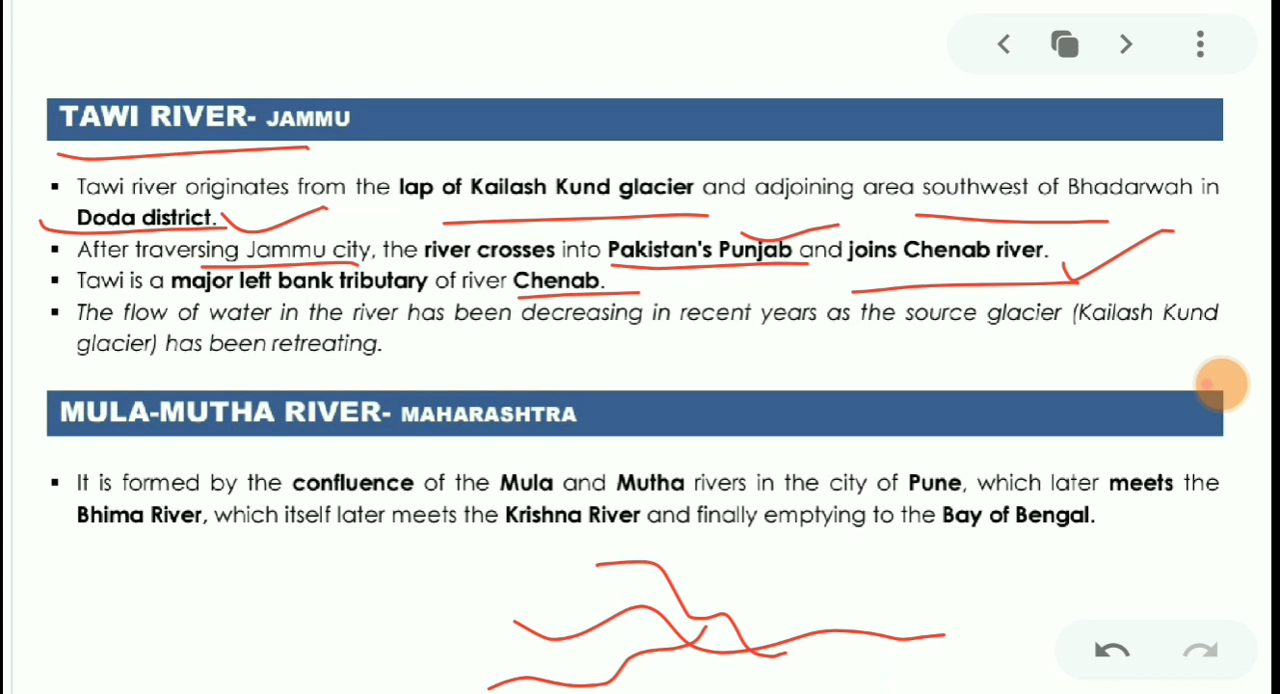 TAWI RIVER- JAMMU
▪ Tawi river originates from the lap of Kailash Kund glacier and adjoining area southwest of Bhadarwah in
Doda district.
▪ After traversing Jammu city, the river crosses into Pakistan's Punjab and joins Chenab river.
▪ Tawi is a major left bank tributary of river Chenab.
▪ The flow of water in the river has been decreasing in recent years as the source glacier (Kailash Kund
glacier) has been retreating.
MULA-MUTHA RIVER- MAHARASHTRA
▪ It is formed by the confluence of the Mula and Mutha rivers in the city of Pune, which later meets the
Bhima River, which itself later meets the Krishna River and finally emptying to the Bay of Bengal.